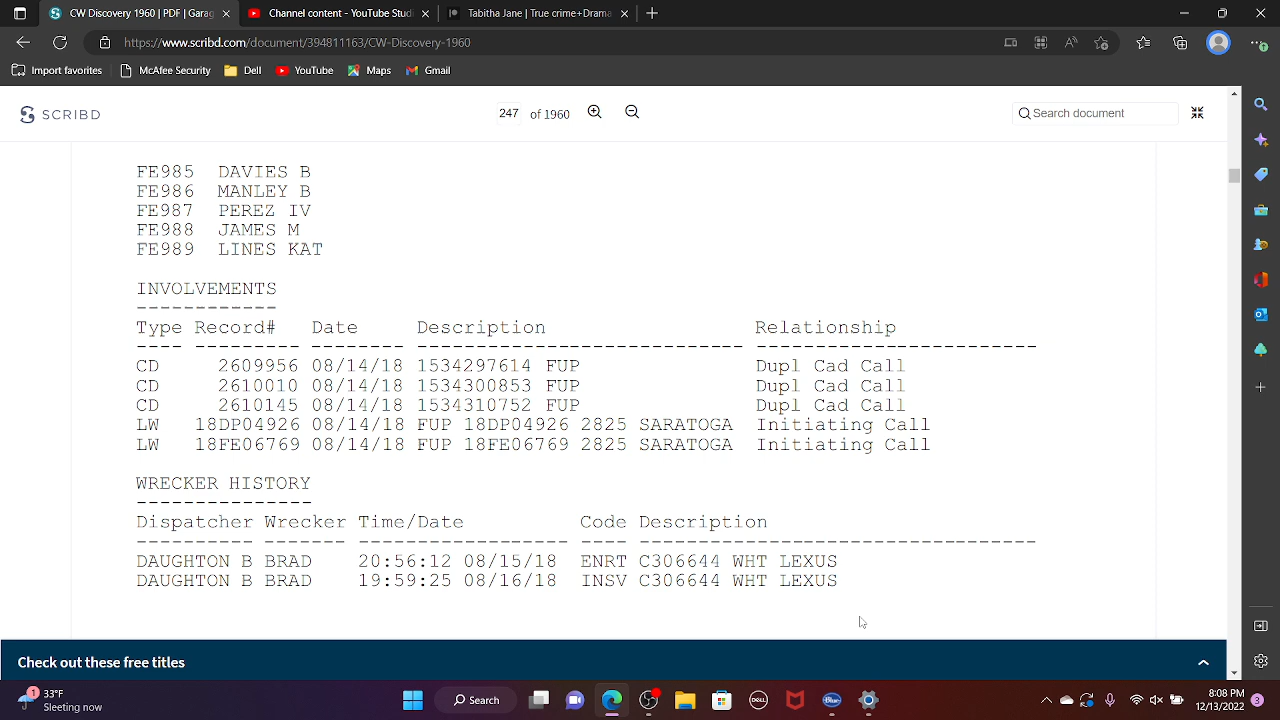 CW Discovery 1960 | PDF | Garag
Channel content - YouTube Stud
Tabitha Jane | True crime+Drama
https://www.scribd.com/document/394811163/CW-Discovery-1960
Import favorites
McAfee Security
Dell
YouTube
Maps
Gmail
SCRIBD
247 of 1960
Search document
FE985 DAVIES B
FE986 MANLEY B
FE987 PEREZ IV
FE988 JAMES M
FE989 LINES KAT
INVOLVEMENTS
------------
Type Record# Date Description Relationship
---- --------- -------- ---------------------------- ------------------------
CD 2609956 08/14/18 1534297614 FUP Dupl Cad Call
CD 2610010 08/14/18 1534300853 FUP Dupl Cad Call
CD 2610145 08/14/18 1534310752 FUP Dupl Cad Call
LW 18DP04926 08/14/18 FUP 18DP04926 2825 SARATOGA Initiating Call
LW 18FE06769 08/14/18 FUP 18FE06769 2825 SARATOGA Initiating Call
WRECKER HISTORY
---------------
Dispatcher Wrecker Time/Date Code Description
---------- ------- ------------------ ---- ----------------------------------
DAUGHTON B BRAD 20:56:12 08/15/18 ENRT C306644 WHT LEXUS
DAUGHTON B BRAD 19:59:25 08/16/18 INSV C306644 WHT LEXUS
Check out these free titles
1
33°F
Sleeting now
Search
DELL
Blue
8:08 PM
12/13/2022
3